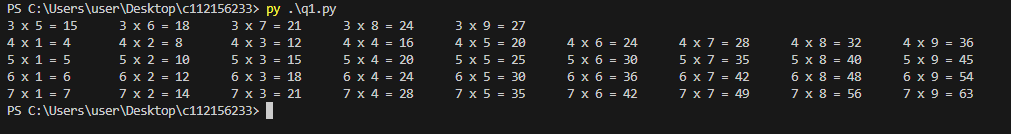 PS C:\Users\user\Desktop\c112156233> py .\q1.py
3 x 5 = 15 3 x 6 = 18 3 x 7 = 21 3 x 8 = 24 3 x 9 = 27
4 x 1 = 4 4 x 2 = 8 4 x 3 = 12 4 x 4 = 16 4 x 5 = 20 4 x 6 = 24 4 x 7 = 28 4 x 8 = 32 4 x 9 = 36
5 x 1 = 5 5 x 2 = 10 5 x 3 = 15 5 x 4 = 20 5 x 5 = 25 5 x 6 = 30 5 x 7 = 35 5 x 8 = 40 5 x 9 = 45
6 x 1 = 6 6 x 2 = 12 6 x 3 = 18 6 x 4 = 24 6 x 5 = 30 6 x 6 = 36 6 x 7 = 42 6 x 8 = 48 6 x 9 = 54
7 x 1 = 7 7 x 2 = 14 7 x 3 = 21 7 x 4 = 28 7 x 5 = 35 7 x 6 = 42 7 x 7 = 49 7 x 8 = 56 7 x 9 = 63
PS C:\Users\user\Desktop\c112156233>